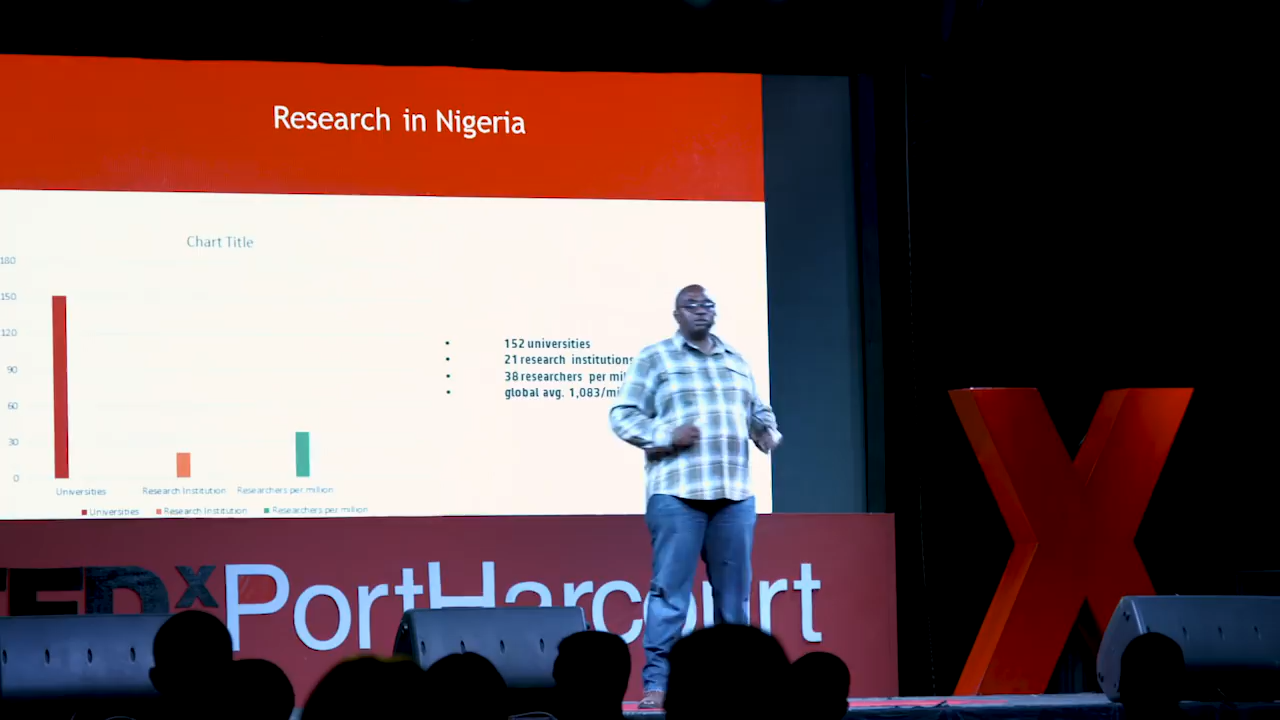 Research in Nigeria
Chart Title
180
150
120
90
60
30
0
Universities
Research Institution
Researchers per million
Universities
Research Institution
Researchers per million
• 152 universities
• 21 research institutions
• 38 researchers per
• global avg. 1,083/
TEDx PortHarcourt
X